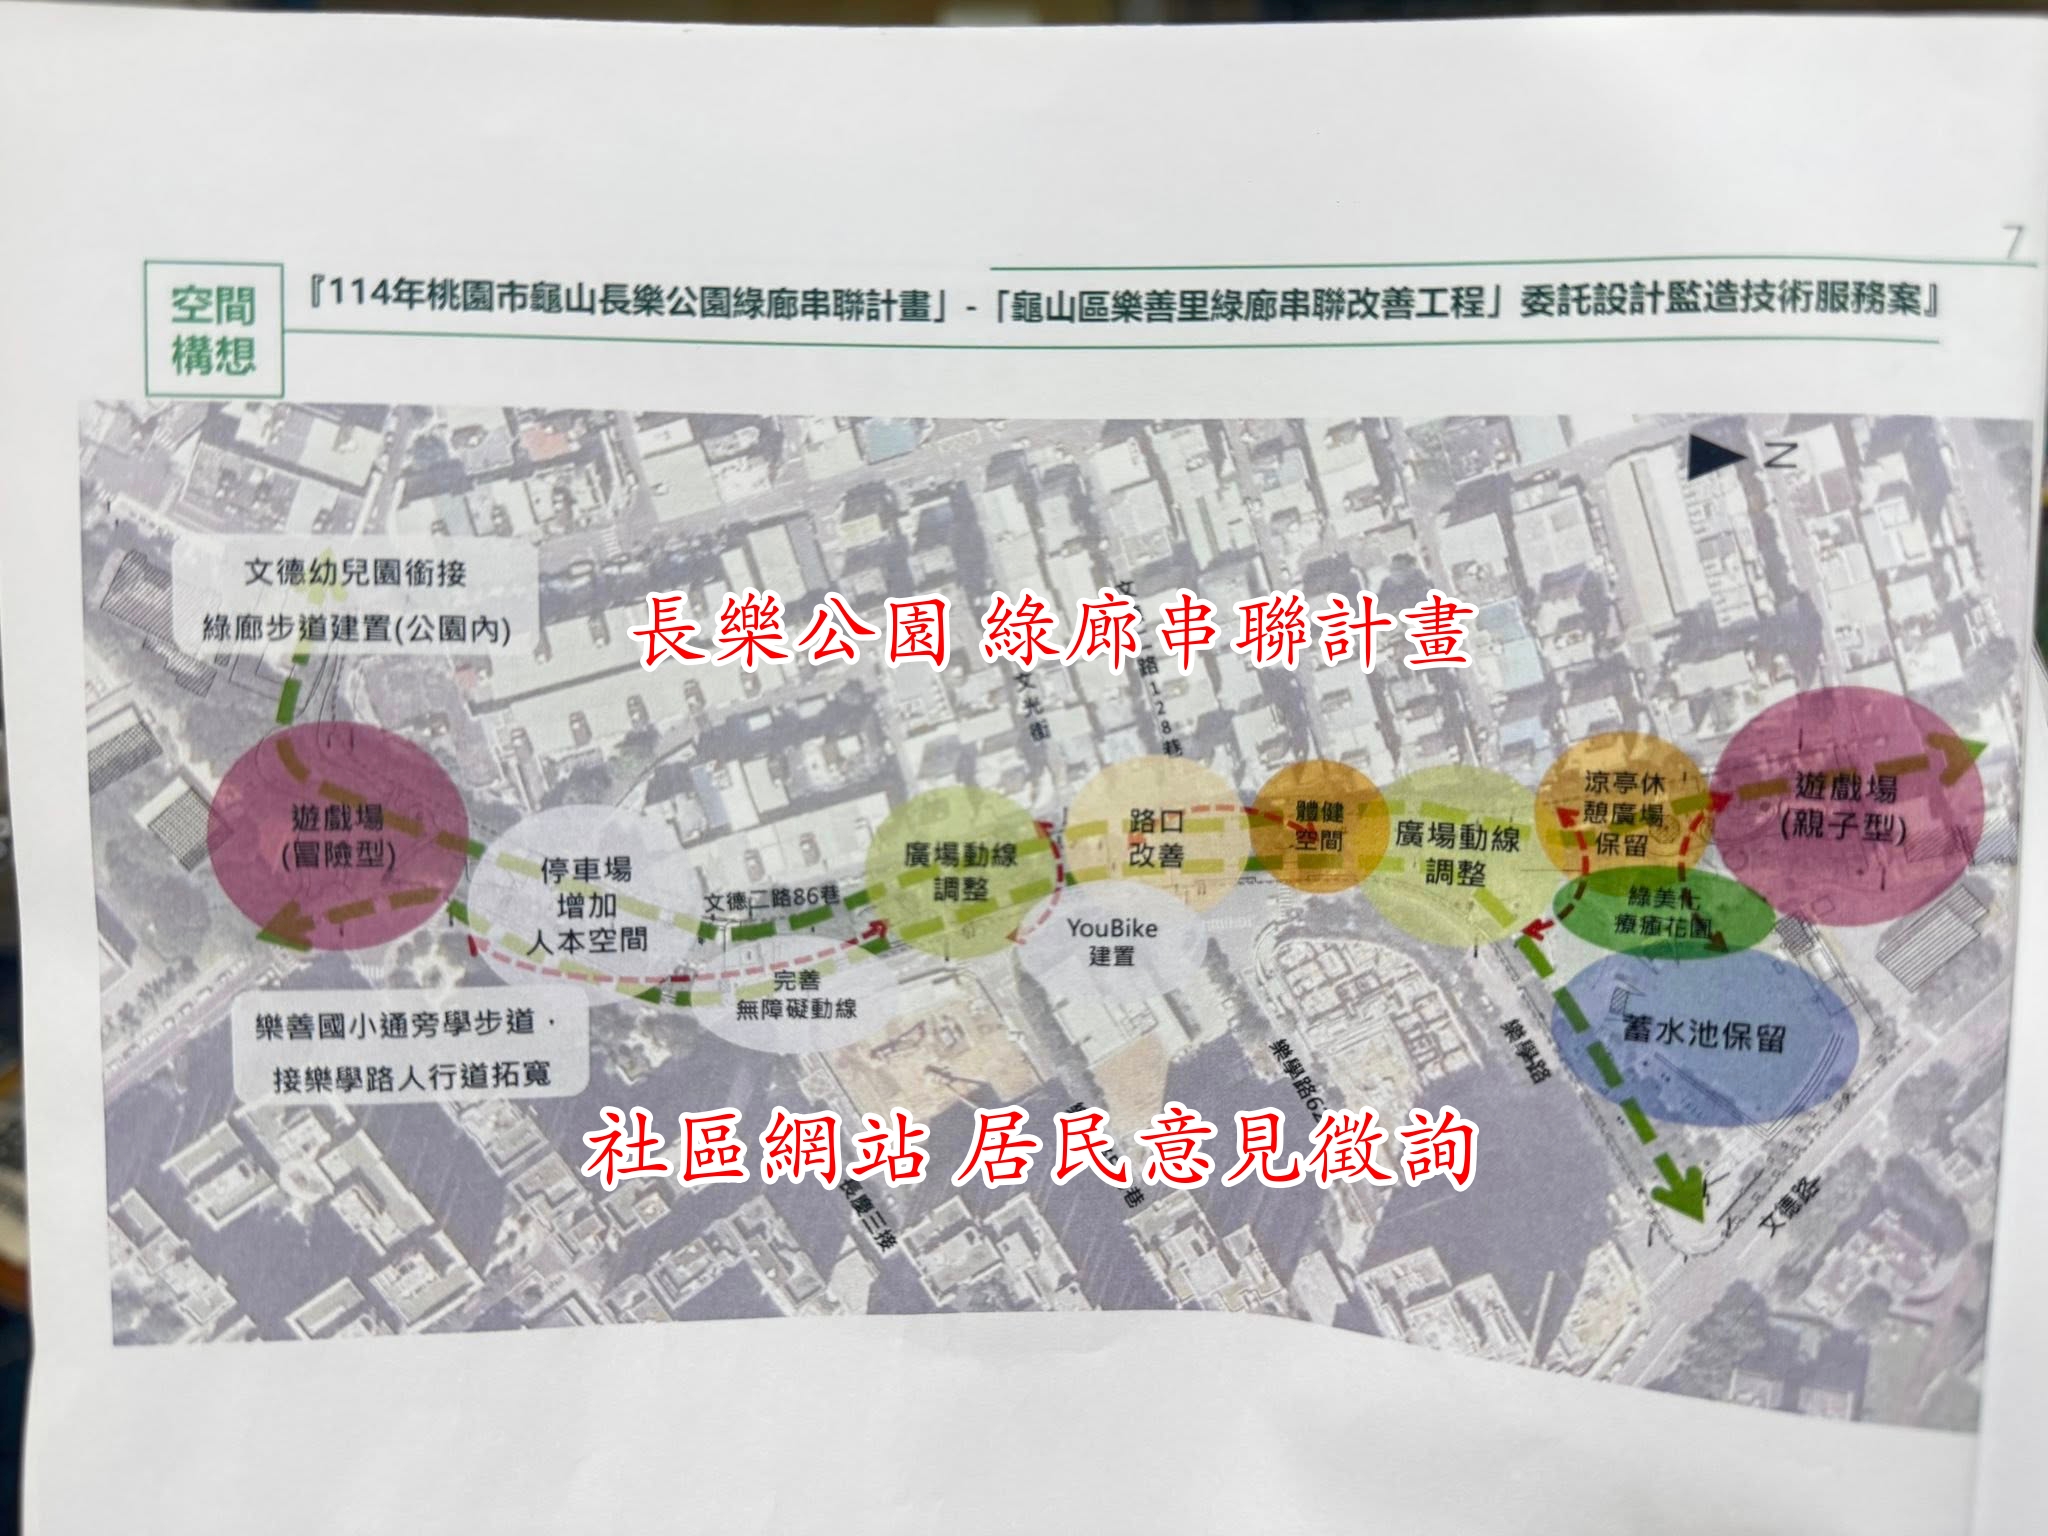 7
空間
構想
『114年桃園市龜山長樂公園綠廊串聯計畫」-「龜山區樂善里綠廊串聯改善工程」委託設計監造技術服務案』
N
文德幼兒園銜接
綠廊步道建置(公園內)
長樂公園 綠廊串聯計畫
文光街
路128巷
遊戲場
(冒險型)
停車場
增加
人本空間
文德二路86巷
廣場動線
調整
路口
改善
體健
空間
廣場動線
調整
涼亭休
憩廣場
保留
遊戲場
(親子型)
綠美化
療癒花園
YouBike
建置
完善
無障礙動線
樂善國小通旁學步道，
接樂學路人行道拓寬
蓄水池保留
樂學路
樂學路62
社區網站 居民意見徵詢
長慶三接
巷
文德路